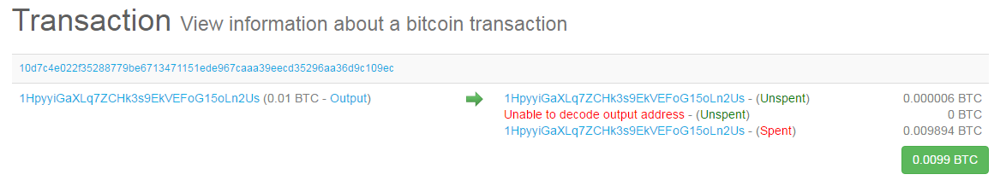 Transaction View information about a bitcoin transaction
10d7c4e022f35288779be6713471151ede967caaa39eecd35296aa36d9c109ec
1HpyyiGaXLq7ZCHk3s9EkVEFoG15oLn2Us (0.01 BTC - Output)
1HpyyiGaXLq7ZCHk3s9EkVEFoG15oLn2Us - (Unspent) 0.000006 BTC
Unable to decode output address - (Unspent) 0 BTC
1HpyyiGaXLq7ZCHk3s9EkVEFoG15oLn2Us - (Spent) 0.009894 BTC
0.0099 BTC